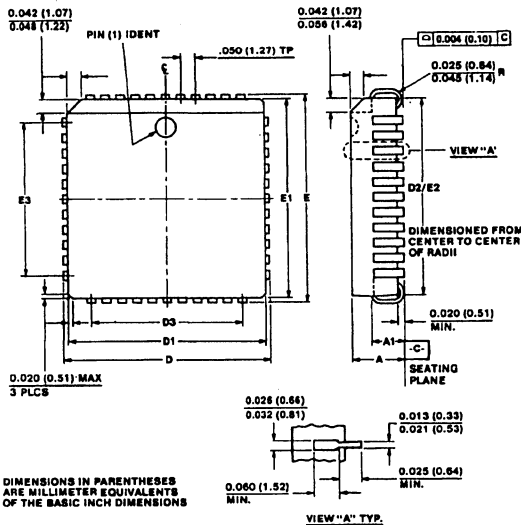 0.042 (1.07)
0.048 (1.22)
PIN (1) IDENT
.050 (1.27) TP
℄
0.042 (1.07)
0.056 (1.42)
⌓ 0.004 (0.10) C
0.025 (0.64)
0.045 (1.14) R
VIEW "A"
E3
E1
E
D2/E2
DIMENSIONED FROM
CENTER TO CENTER
OF RADII
D3
D1
D
0.020 (0.51) MAX
3 PLCS
0.020 (0.51)
MIN.
A1
A
-C-
SEATING
PLANE
0.026 (0.66)
0.032 (0.81)
0.013 (0.33)
0.021 (0.53)
0.025 (0.64)
MIN.
0.060 (1.52)
MIN.
DIMENSIONS IN PARENTHESES
ARE MILLIMETER EQUIVALENTS
OF THE BASIC INCH DIMENSIONS
VIEW "A" TYP.